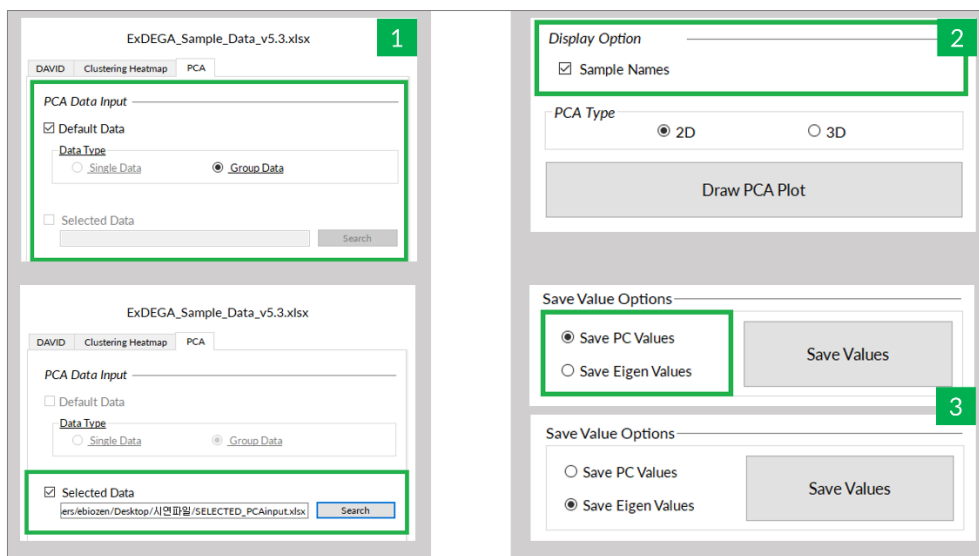 ExDEGA_Sample_Data_v5.3.xlsx
1
DAVID Clustering Heatmap PCA
PCA Data Input
Default Data
Data Type
Single Data Group Data
Selected Data
Search
ExDEGA_Sample_Data_v5.3.xlsx
DAVID Clustering Heatmap PCA
PCA Data Input
Default Data
Data Type
Single Data Group Data
Selected Data
ers/ebiozen/Desktop/시연파일/SELECTED_PCAinput.xlsx Search
Display Option
2
Sample Names
PCA Type
2D 3D
Draw PCA Plot
Save Value Options
Save PC Values
Save Eigen Values
Save Values
3
Save Value Options
Save PC Values
Save Eigen Values
Save Values